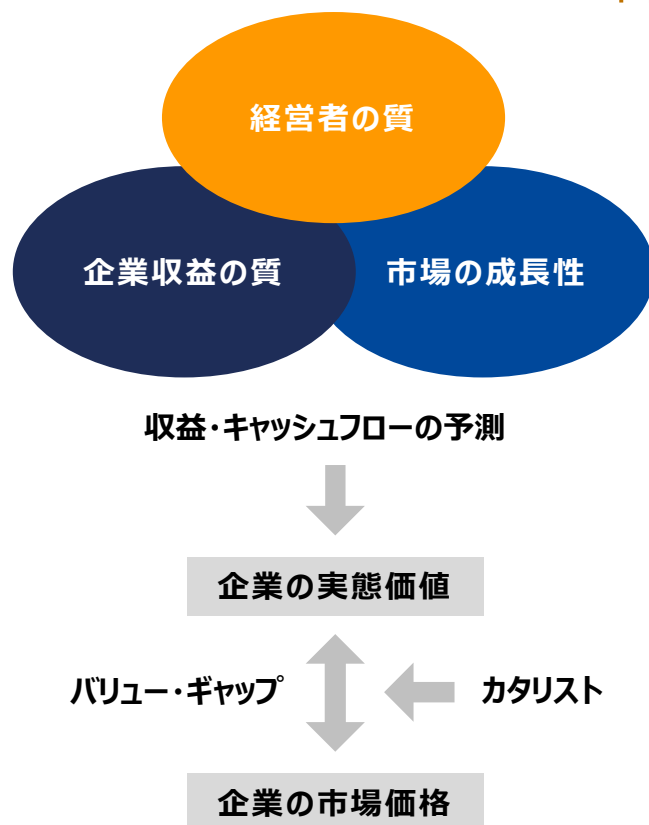 経営者の質
企業収益の質
市場の成長性
収益・キャッシュフローの予測
企業の実態価値
バリュー・ギャップ
カタリスト
企業の市場価格